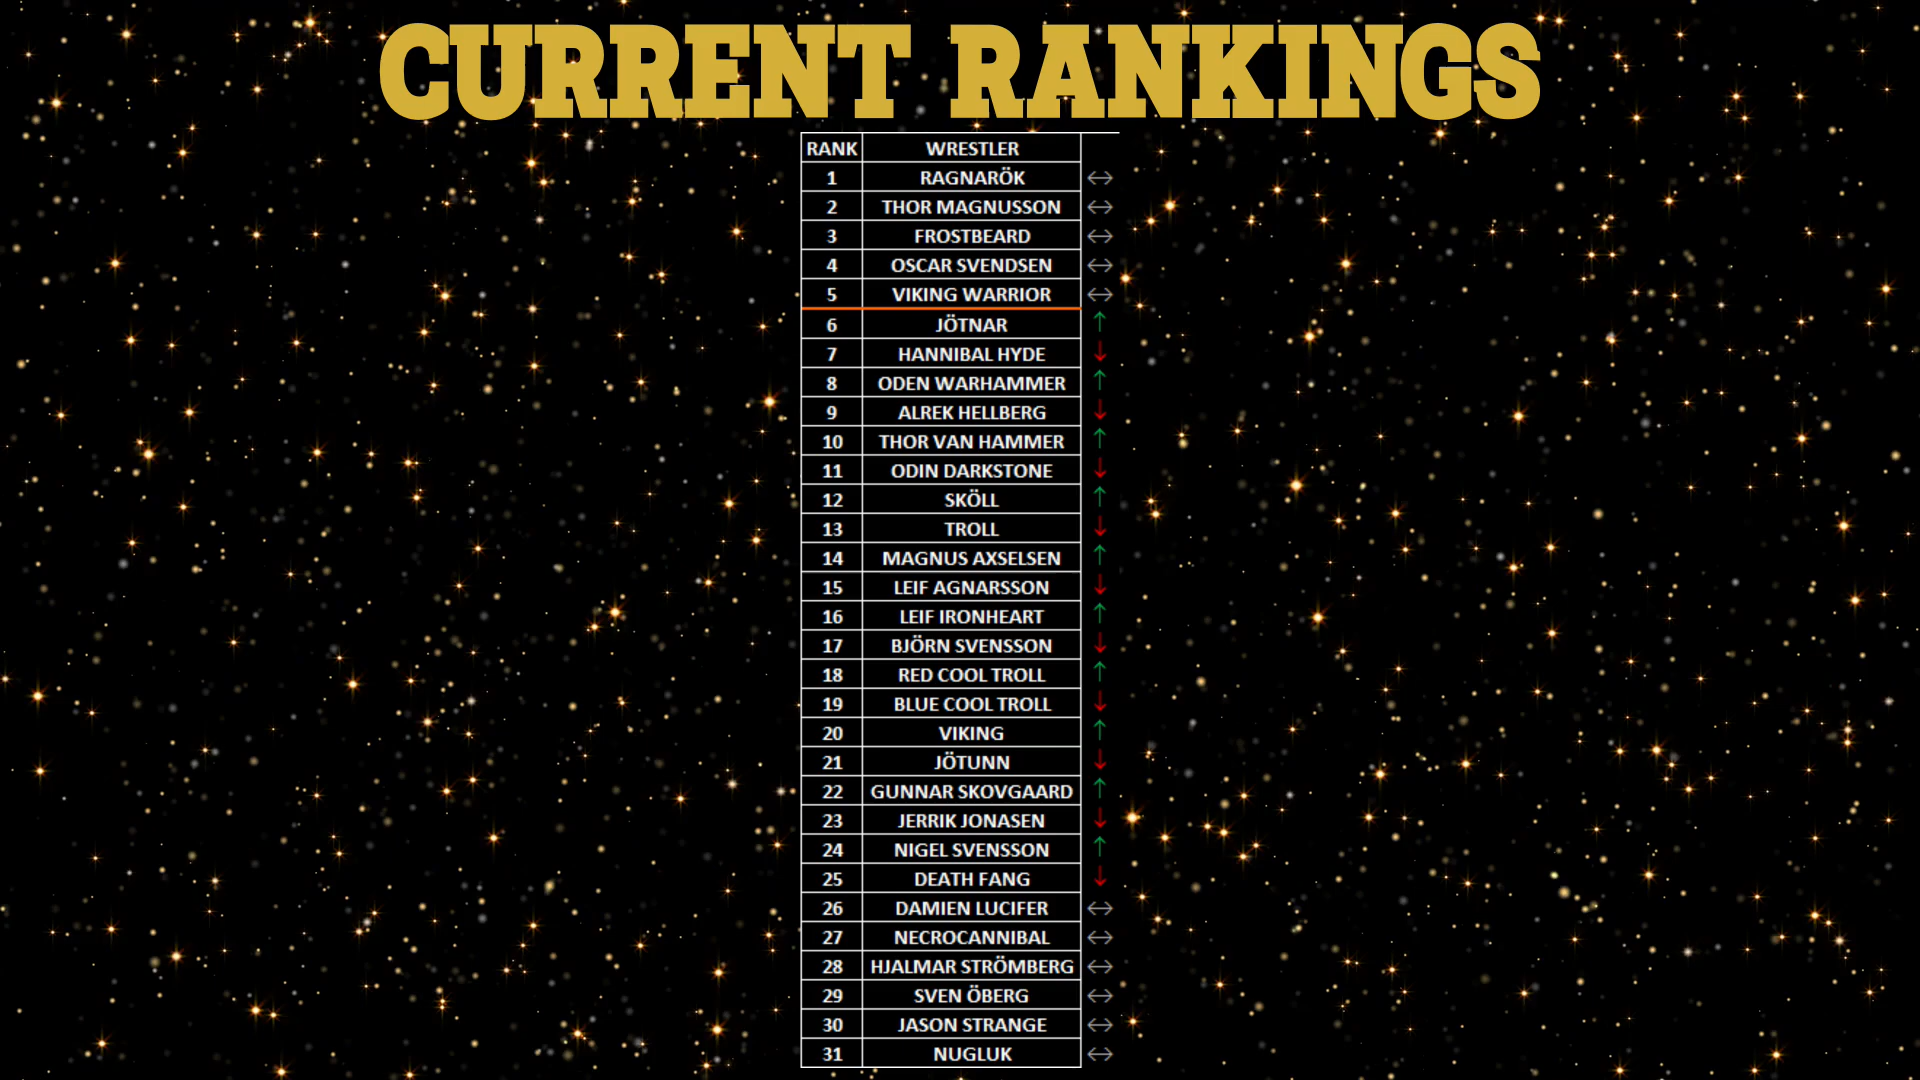 CURRENT RANKINGS
RANK WRESTLER
1 RAGNARÖK ↔
2 THOR MAGNUSSON ↔
3 FROSTBEARD ↔
4 OSCAR SVENDSEN ↔
5 VIKING WARRIOR ↔
6 JÖTNAR ↑
7 HANNIBAL HYDE ↓
8 ODEN WARHAMMER ↑
9 ALREK HELLBERG ↓
10 THOR VAN HAMMER ↑
11 ODIN DARKSTONE ↓
12 SKÖLL ↑
13 TROLL ↓
14 MAGNUS AXSELSEN ↑
15 LEIF AGNARSSON ↓
16 LEIF IRONHEART ↑
17 BJÖRN SVENSSON ↓
18 RED COOL TROLL ↑
19 BLUE COOL TROLL ↓
20 VIKING ↑
21 JÖTUNN ↓
22 GUNNAR SKOVGAARD ↑
23 JERRIK JONASEN ↓
24 NIGEL SVENSSON ↑
25 DEATH FANG ↓
26 DAMIEN LUCIFER ↔
27 NECROCANNIBAL ↔
28 HJALMAR STRÖMBERG ↔
29 SVEN ÖBERG ↔
30 JASON STRANGE ↔
31 NUGLUK ↔